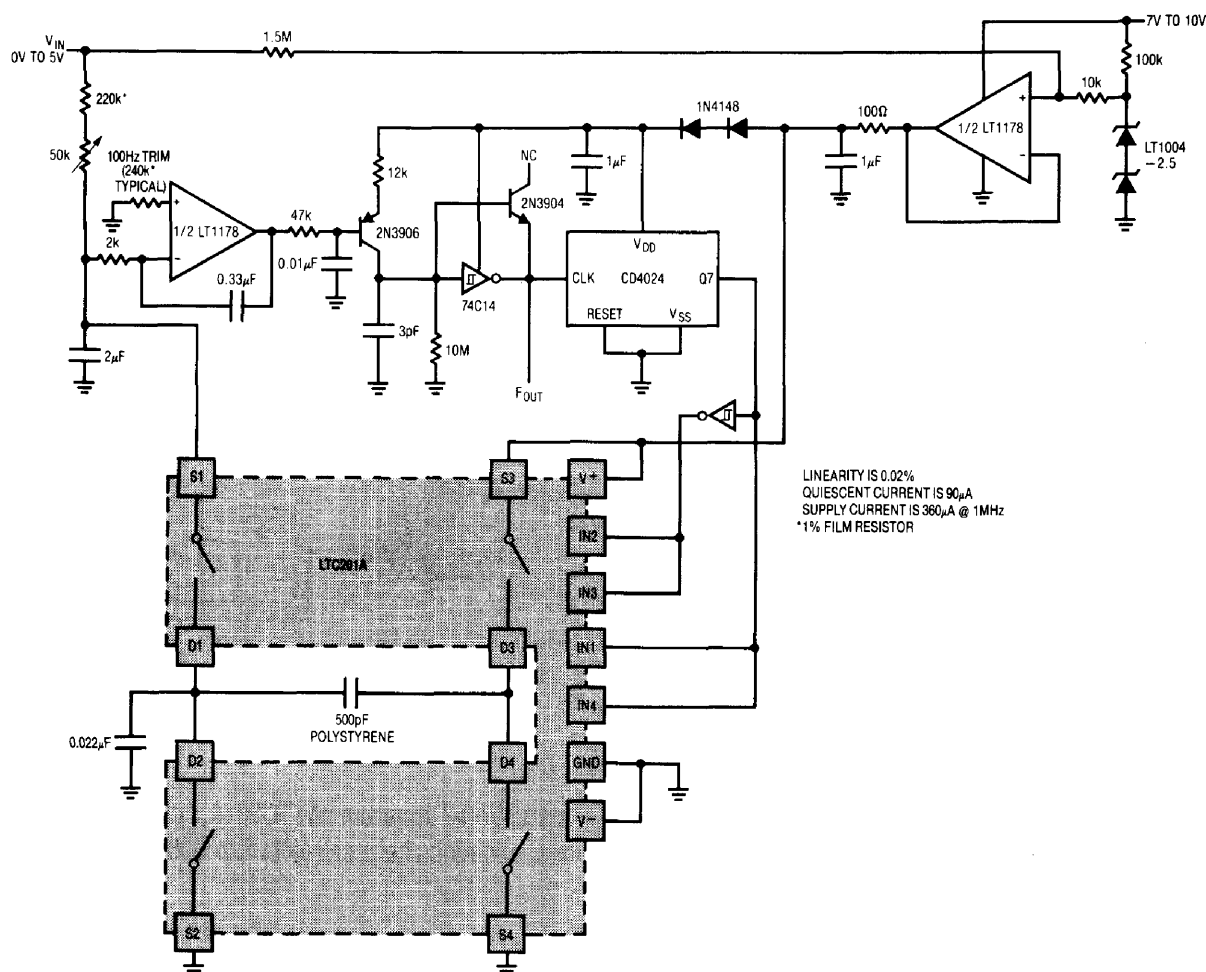 VIN
0V TO 5V
1.5M
7V TO 10V
100k
10k
+
1/2 LT1178
−
LT1004
−2.5
220k*
50k
100Hz TRIM
(240k*
TYPICAL)
+
1/2 LT1178
−
2k
0.33µF
2µF
47k
0.01µF
12k
2N3906
3pF
10M
74C14
NC
2N3904
FOUT
1µF
1N4148
1µF
100Ω
VDD
CLK
CD4024
Q7
RESET
VSS
S1
S3
V+
IN2
IN3
IN1
IN4
GND
V−
LTC201A
D1
D3
500pF
POLYSTYRENE
0.022µF
D2
D4
S2
S4
LINEARITY IS 0.02%
QUIESCENT CURRENT IS 90µA
SUPPLY CURRENT IS 360µA @ 1MHz
*1% FILM RESISTOR